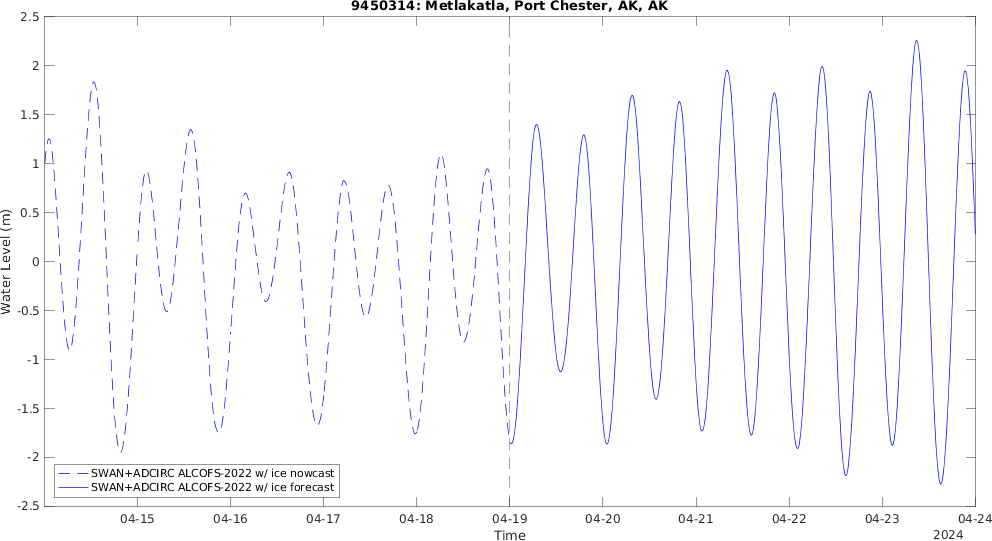 9450314: Metlakatla, Port Chester, AK, AK
2.5
2
1.5
1
0.5
0
-0.5
-1
-1.5
-2
-2.5
Water Level (m)
SWAN+ADCIRC ALCOFS-2022 w/ ice nowcast
SWAN+ADCIRC ALCOFS-2022 w/ ice forecast
04-15 04-16 04-17 04-18 04-19 04-20 04-21 04-22 04-23 04-24
Time
2024